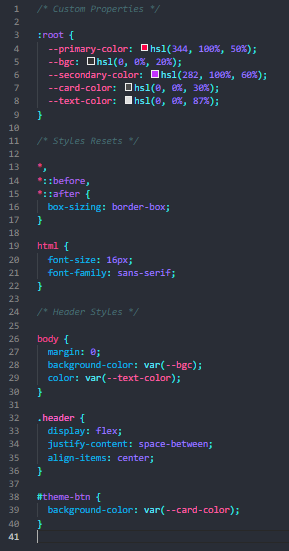 1 /* Custom Properties */
2
3 :root {
4 --primary-color: hsl(344, 100%, 50%);
5 --bgc: hsl(0, 0%, 20%);
6 --secondary-color: hsl(282, 100%, 60%);
7 --card-color: hsl(0, 0%, 30%);
8 --text-color: hsl(0, 0%, 87%);
9 }
10
11 /* Styles Resets */
12
13 *,
14 *::before,
15 *::after {
16 box-sizing: border-box;
17 }
18
19 html {
20 font-size: 16px;
21 font-family: sans-serif;
22 }
23
24 /* Header Styles */
25
26 body {
27 margin: 0;
28 background-color: var(--bgc);
29 color: var(--text-color);
30 }
31
32 .header {
33 display: flex;
34 justify-content: space-between;
35 align-items: center;
36 }
37
38 #theme-btn {
39 background-color: var(--card-color);
40 }
41